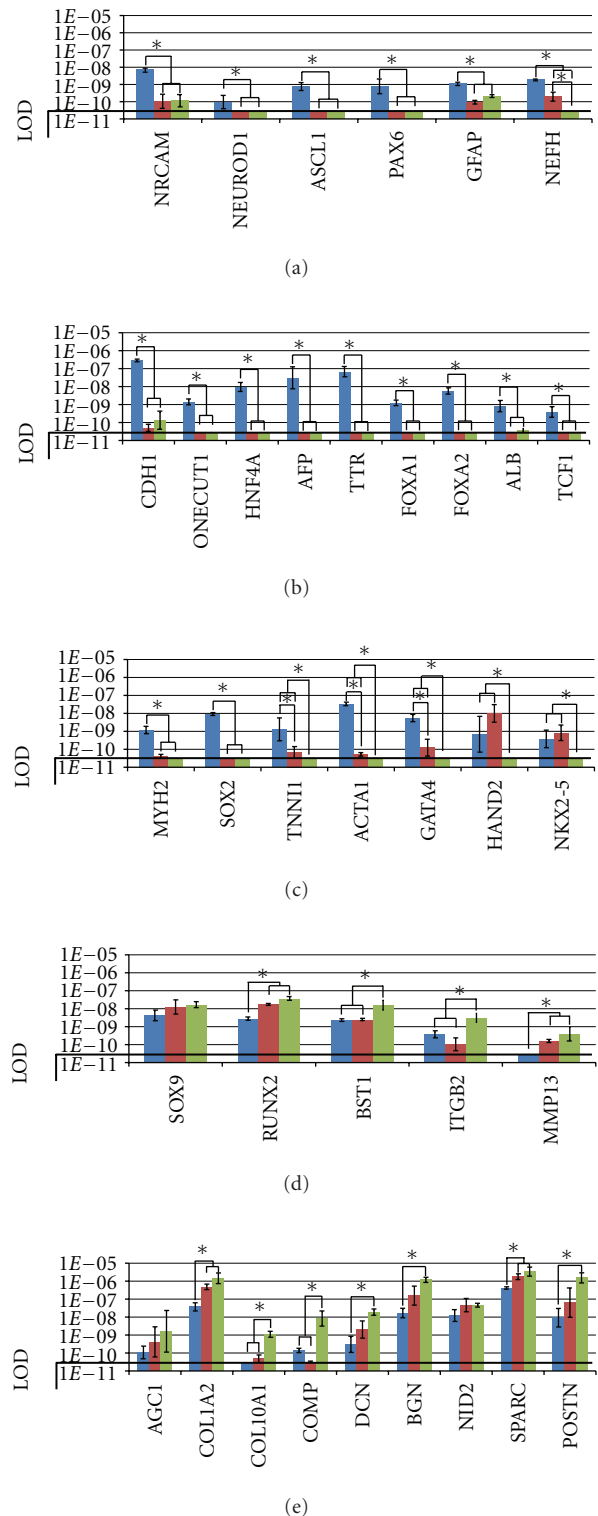 1E−05
1E−06
1E−07
1E−08
1E−09
1E−10
1E−11
LOD
*
*
*
*
*
*
*
NRCAM
NEUROD1
ASCL1
PAX6
GFAP
NEFH
(a)
1E−05
1E−06
1E−07
1E−08
1E−09
1E−10
1E−11
LOD
*
*
*
*
*
*
*
*
*
CDH1
ONECUT1
HNF4A
AFP
TTR
FOXA1
FOXA2
ALB
TCF1
(b)
1E−05
1E−06
1E−07
1E−08
1E−09
1E−10
1E−11
LOD
*
*
*
*
*
*
*
*
*
*
MYH2
SOX2
TNNI1
ACTA1
GATA4
HAND2
NKX2-5
(c)
1E−05
1E−06
1E−07
1E−08
1E−09
1E−10
1E−11
LOD
*
*
*
*
SOX9
RUNX2
BST1
ITGB2
MMP13
(d)
1E−05
1E−06
1E−07
1E−08
1E−09
1E−10
1E−11
LOD
*
*
*
*
*
*
*
AGC1
COL1A2
COL10A1
COMP
DCN
BGN
NID2
SPARC
POSTN
(e)